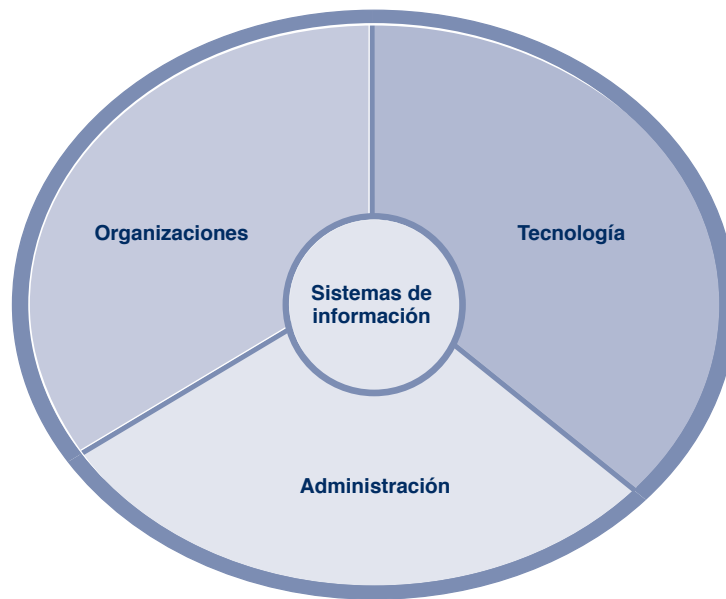 Organizaciones
Tecnología
Sistemas de
información
Administración